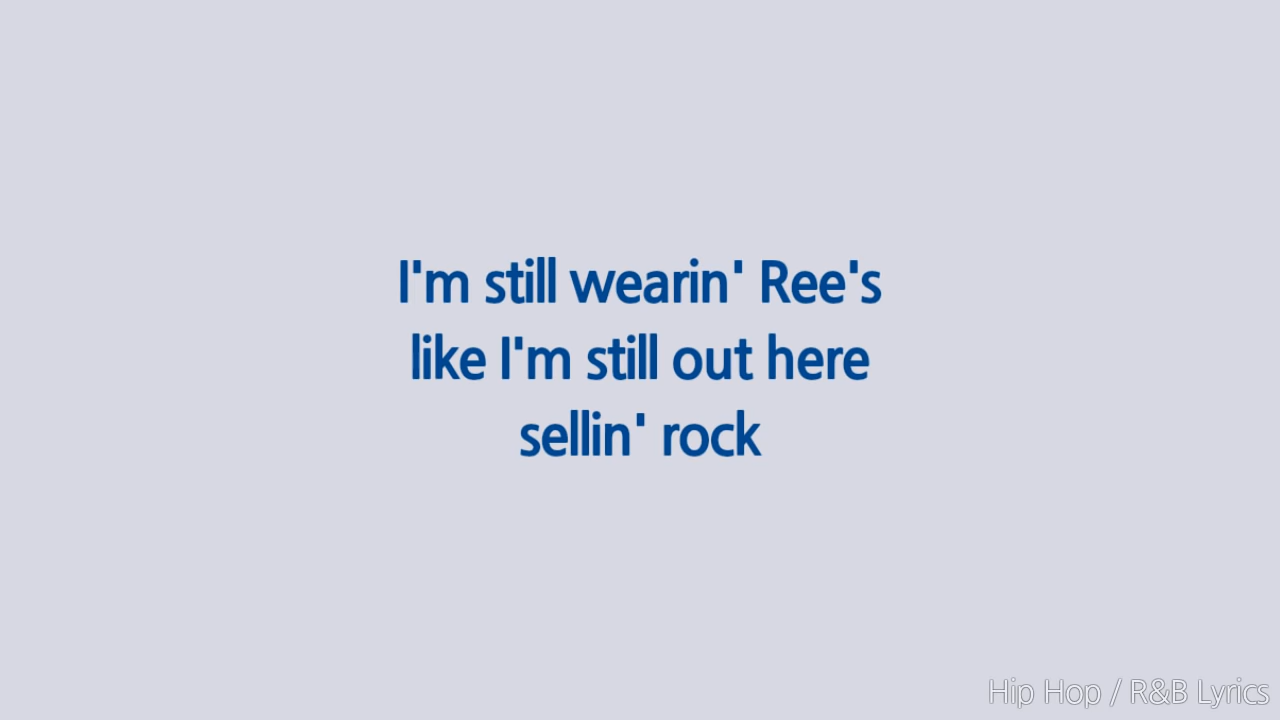 I'm still wearin' Ree's
like I'm still out here
sellin' rock
Hip Hop / R&B Lyrics